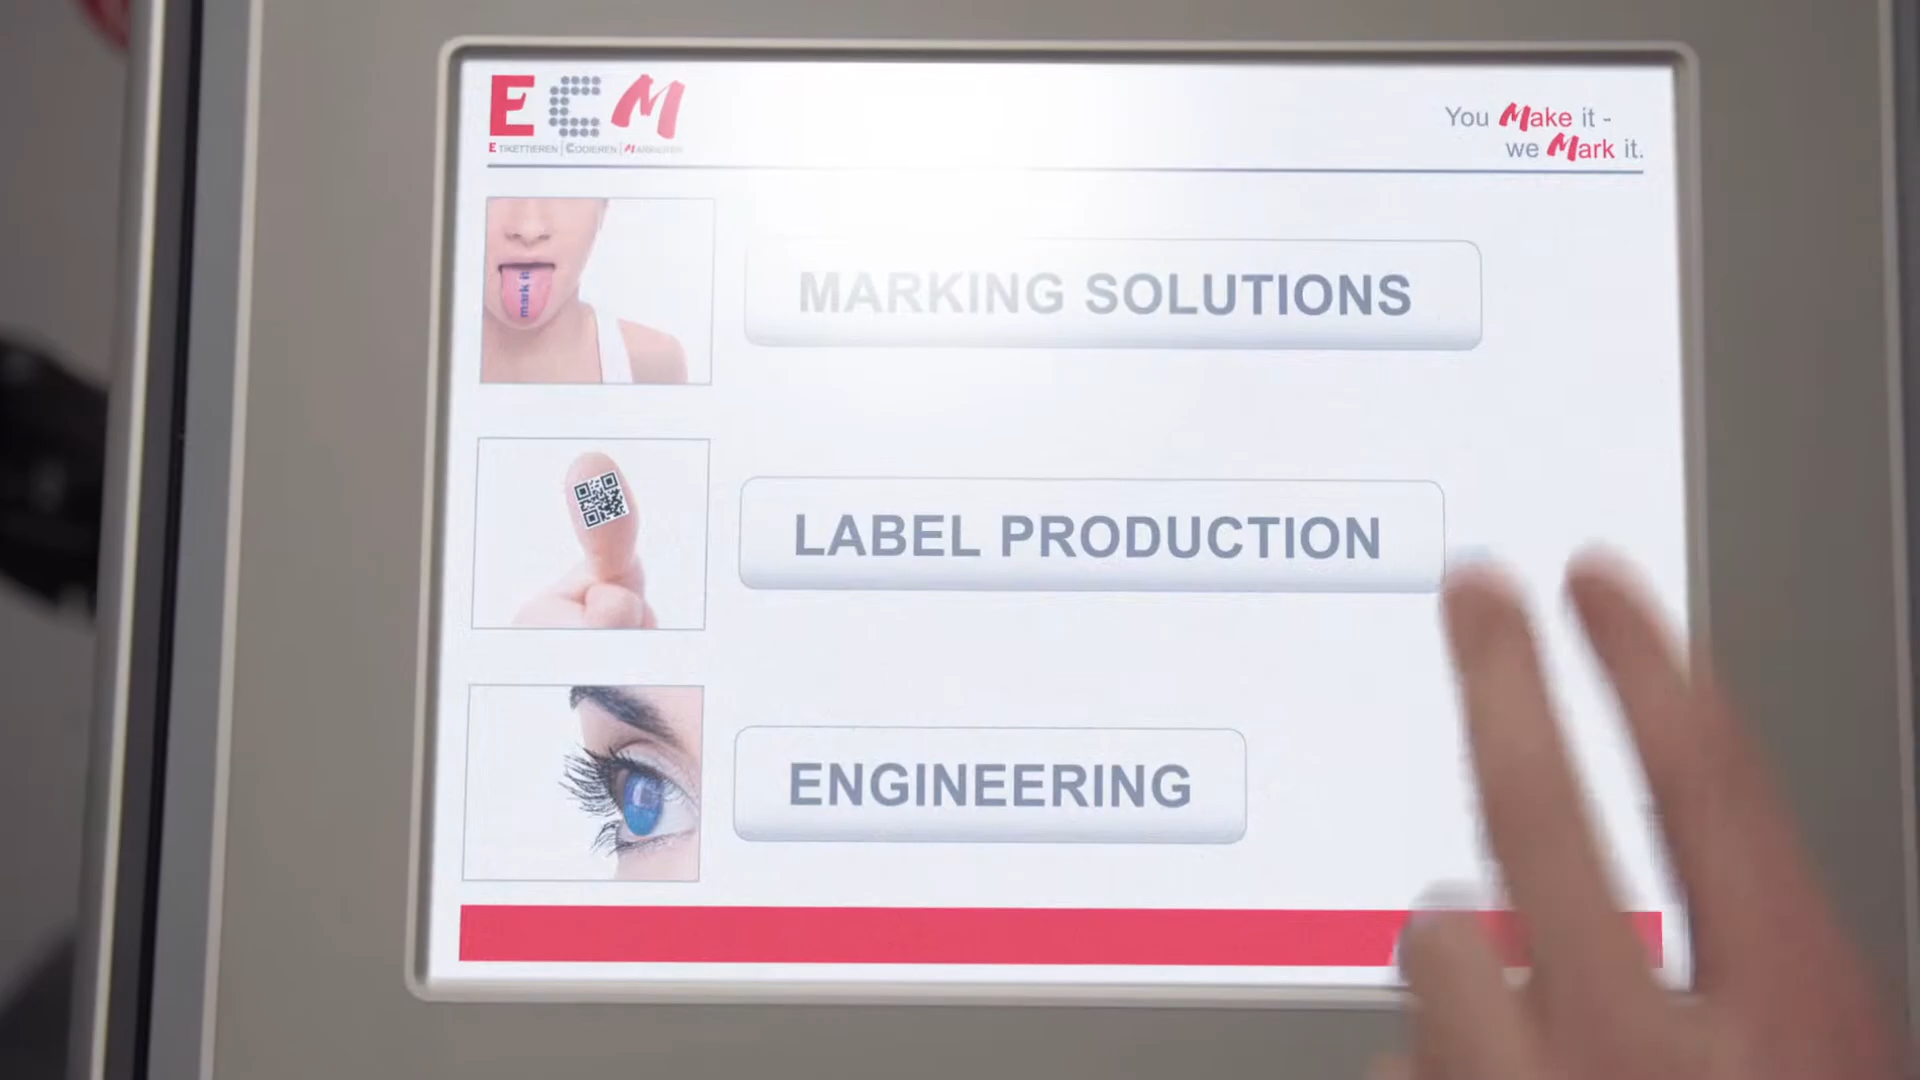 ECM
ETIKETTIEREN | CODIEREN | MARKIEREN
You Make it -
we Mark it.
mark it
MARKING SOLUTIONS
LABEL PRODUCTION
ENGINEERING